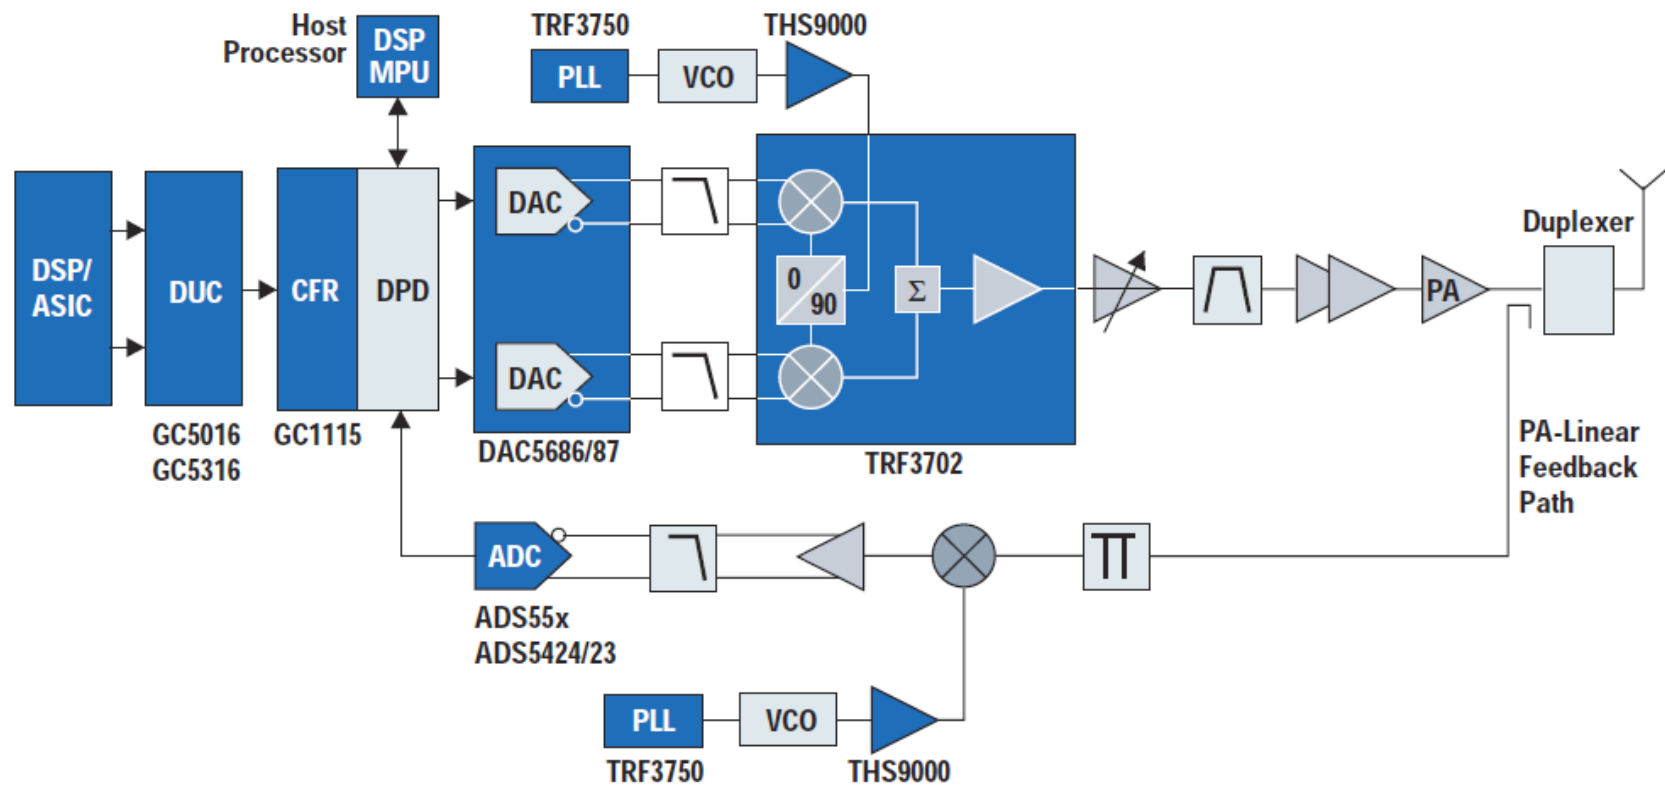 Host
Processor
DSP
MPU
TRF3750
PLL
VCO
THS9000
DSP/
ASIC
DUC
GC5016
GC5316
CFR
DPD
GC1115
DAC
DAC
DAC5686/87
0
90
Σ
TRF3702
PA
Duplexer
PA-Linear
Feedback
Path
ADC
ADS55x
ADS5424/23
PLL
VCO
TRF3750
THS9000